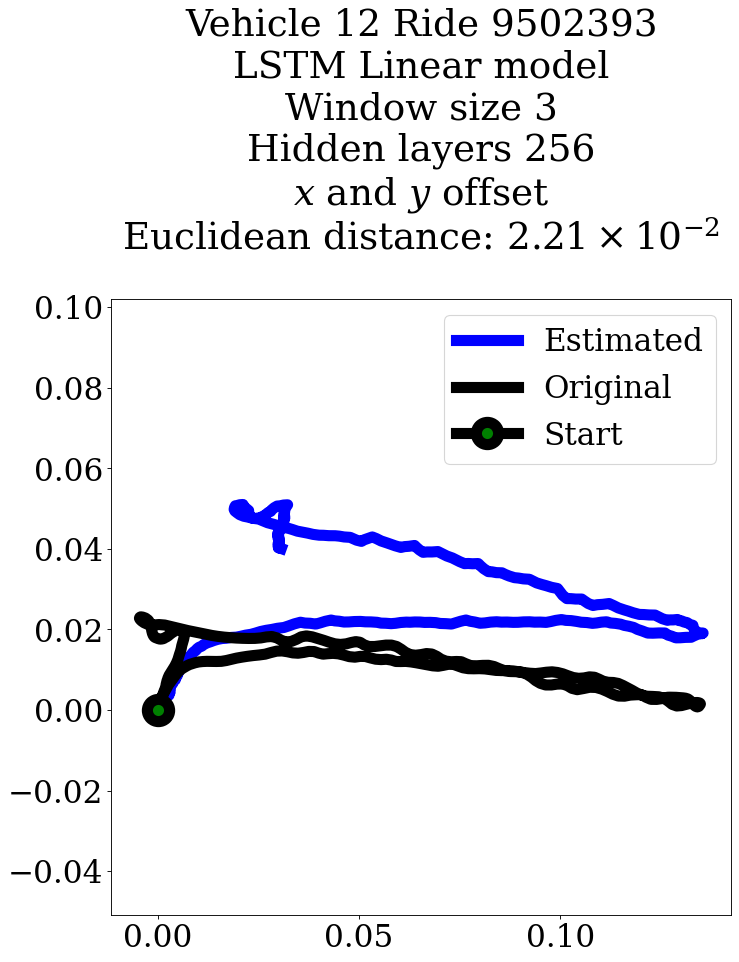 Vehicle 12 Ride 9502393
LSTM Linear model
Window size 3
Hidden layers 256
x and y offset
Euclidean distance: 2.21 × 10⁻²
0.10
0.08
0.06
0.04
0.02
0.00
−0.02
−0.04
Estimated
Original
Start
0.00 0.05 0.10